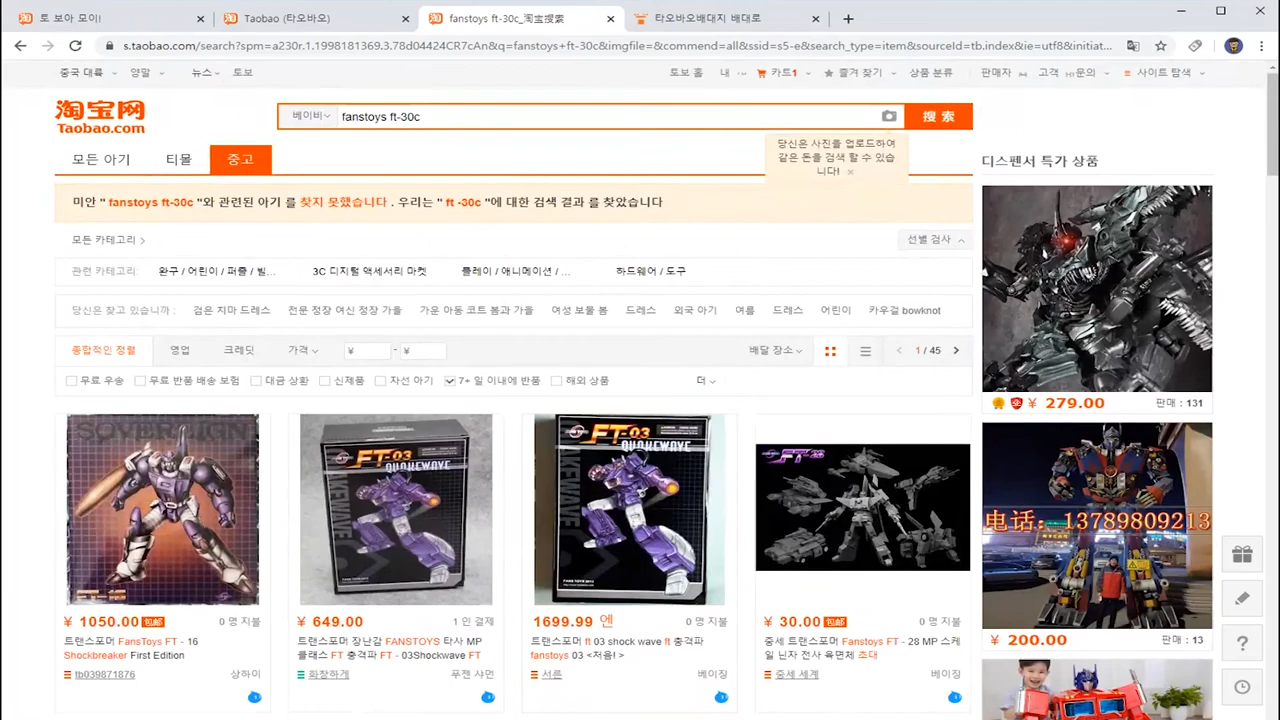 토 보아 모이!
Taobao (타오바오)
fanstoys ft-30c_淘宝搜索
타오바오배대지 배대로
s.taobao.com/search?spm=a230r.1.1998181369.3.78d04424CR7cAn&q=fanstoys+ft-30c&imgfile=&commend=all&ssid=s5-e&search_type=item&sourceId=tb.index&ie=utf8&initiat...
중국 대륙
양말
뉴스
토보
토보 홈
내
카트1
즐겨 찾기
상품 분류
판매자
고객
문의
사이트 탐색
淘宝网
Taobao.com
베이비
fanstoys ft-30c
搜 索
당신은 사진을 업로드하여
같은 돈을 검색 할 수 있습
니다!
모든 아기
티몰
중고
디스펜서 특가 상품
미안 " fanstoys ft-30c "와 관련된 아기 를 찾지 못했습니다 . 우리는 " ft -30c "에 대한 검색 결과 를 찾았습니다
모든 카테고리
선별 검사
관련 카테고리:
완구 / 어린이 / 퍼즐 / 빌...
3C 디지털 액세서리 마켓
플레이 / 애니메이션 / ...
하드웨어 / 도구
당신은 찾고 있습니까 :
검은 치마 드레스
전문 정장 여신 정장 가을
가운 아동 코트 봄과 가을
여성 보물 봄
드레스
외국 아기
여름
드레스
어린이
카우걸 bowknot
종합적인 정렬
영업
크레딧
가격
¥
-
¥
배달 장소
1 / 45
무료 우송
무료 반품 배송 보험
대금 상환
신제품
자선 아기
7+ 일 이내에 반품
해외 상품
더
¥ 279.00
판매 : 131
SOVEREIGN
FT-16
FT-03
QUAKEWAVE
FT-03
QUAKEWAVE
FT-28
电话: 13789809213
¥ 1050.00 包邮
0 명 지불
트랜스포머 FansToys FT - 16
Shockbreaker First Edition
tb039871876
상하이
¥ 649.00
1 인 결제
트랜스포머 장난감 FANSTOYS 타사 MP
클래스 FT 충격파 FT - 03Shockwave FT
화창하게
푸젠 샤먼
1699.99 엔
0 명 지불
트랜스포머 ft 03 shock wave ft 충격파
fanstoys 03 <처음! >
서른
베이징
¥ 30.00 包邮
0 명 지불
중세 트랜스포머 Fanstoys FT - 28 MP 스케
일 닌자 전사 육면체 초대
중세 세계
베이징
¥ 200.00
판매 : 13
?